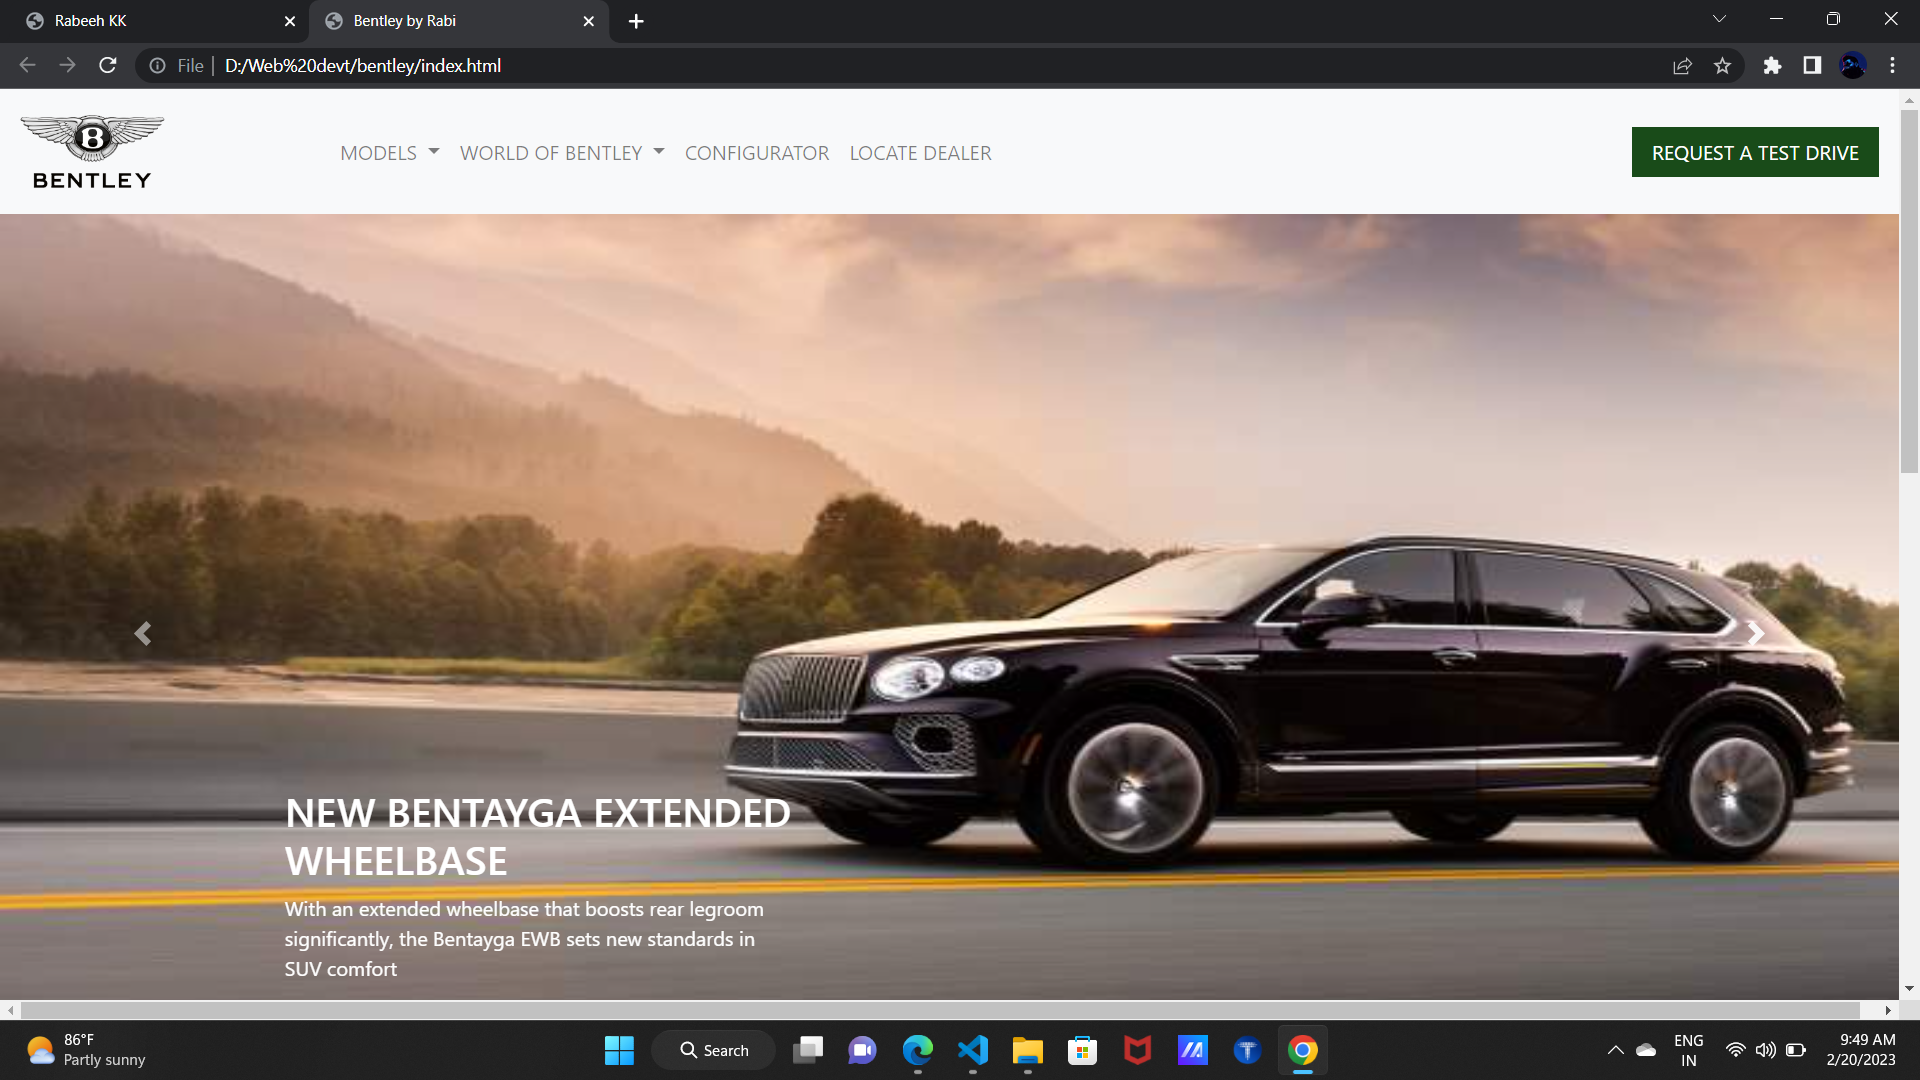 Rabeeh KK
Bentley by Rabi
File
D:/Web%20devt/bentley/index.html
B
BENTLEY
MODELS
WORLD OF BENTLEY
CONFIGURATOR
LOCATE DEALER
REQUEST A TEST DRIVE
NEW BENTAYGA EXTENDED
WHEELBASE
With an extended wheelbase that boosts rear legroom
significantly, the Bentayga EWB sets new standards in
SUV comfort
86°F
Partly sunny
Search
ENG
IN
9:49 AM
2/20/2023